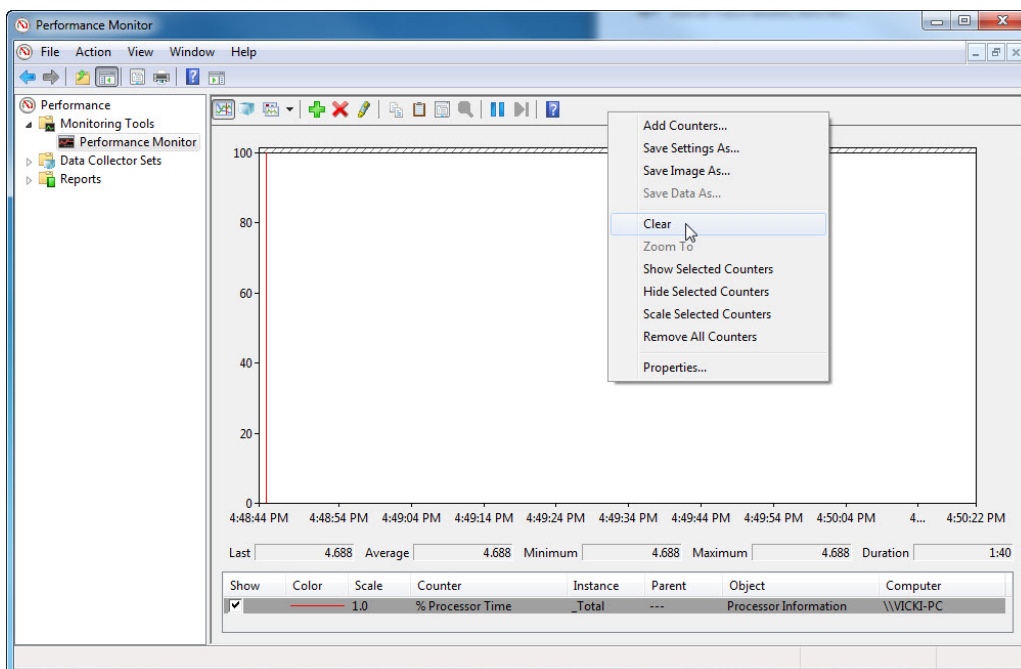 Performance Monitor
File Action View Window Help
Performance
Monitoring Tools
Performance Monitor
Data Collector Sets
Reports
Add Counters...
Save Settings As...
Save Image As...
Save Data As...
Clear
Zoom To
Show Selected Counters
Hide Selected Counters
Scale Selected Counters
Remove All Counters
Properties...
100
80
60
40
20
0
4:48:44 PM 4:48:54 PM 4:49:04 PM 4:49:14 PM 4:49:24 PM 4:49:34 PM 4:49:44 PM 4:49:54 PM 4:50:04 PM 4... 4:50:22 PM
Last 4.688 Average 4.688 Minimum 4.688 Maximum 4.688 Duration 1:40
Show Color Scale Counter Instance Parent Object Computer
1.0 % Processor Time _Total --- Processor Information \\VICKI-PC